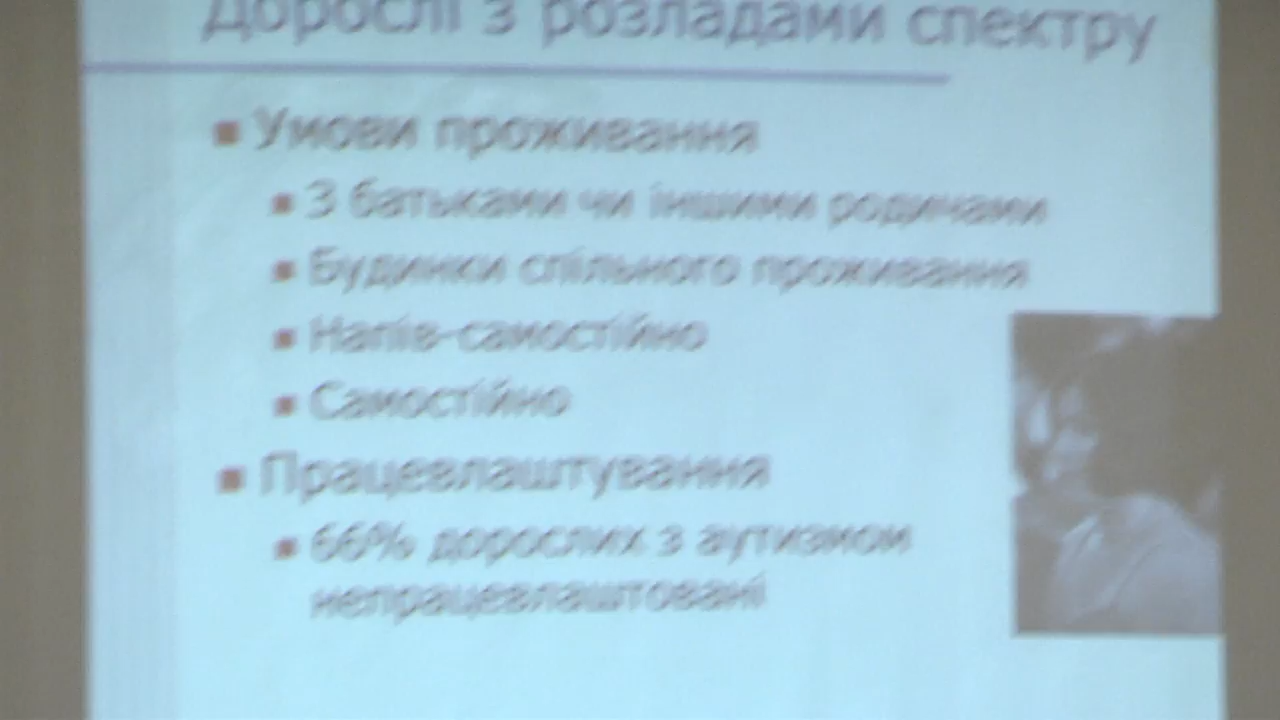 Дорослі з розладами спектру
Умови проживання
З батьками чи іншими родичами
Будинки спільного проживання
Напів-самостійно
Самостійно
Працевлаштування
66% дорослих з аутизмом
непрацевлаштовані